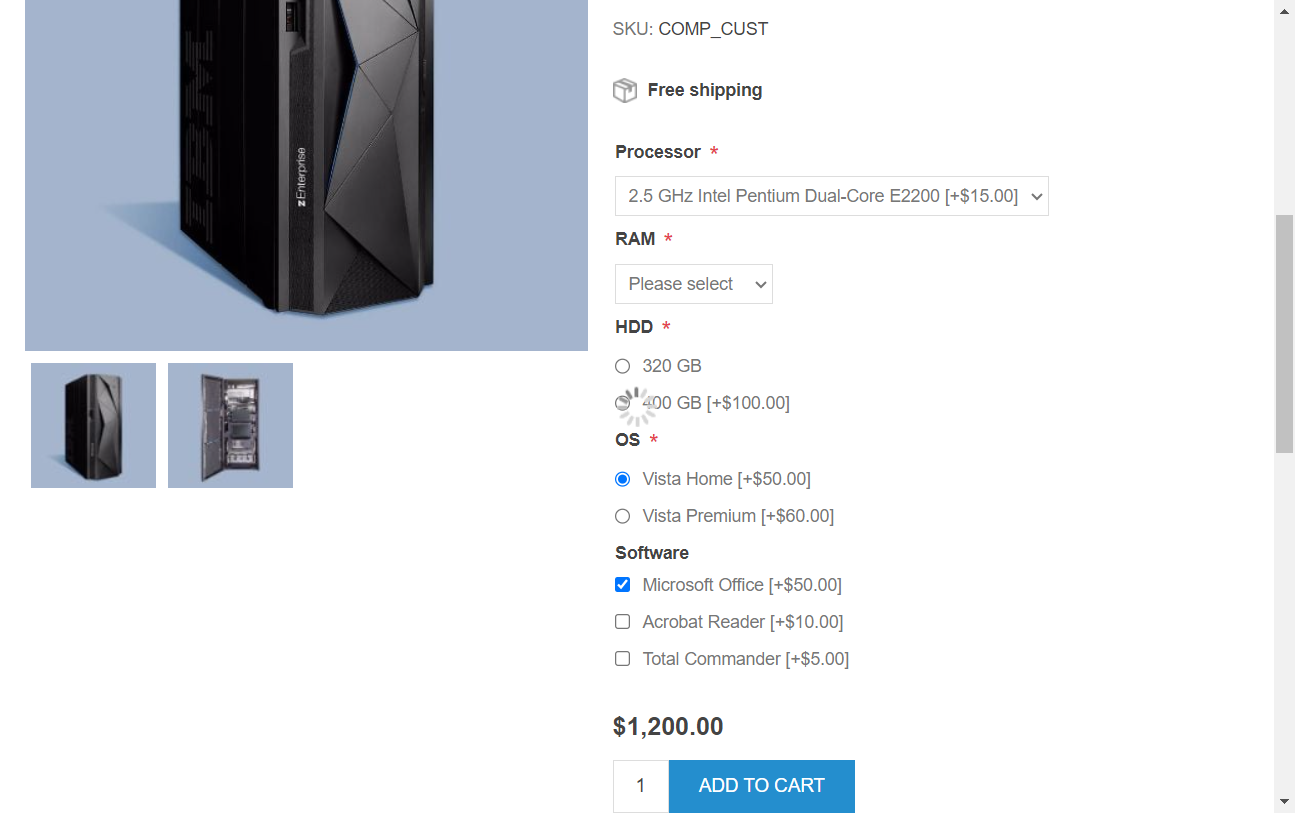 SKU: COMP_CUST
Free shipping
Processor *
2.5 GHz Intel Pentium Dual-Core E2200 [+$15.00]
RAM *
Please select
HDD *
320 GB
400 GB [+$100.00]
OS *
Vista Home [+$50.00]
Vista Premium [+$60.00]
Software
Microsoft Office [+$50.00]
Acrobat Reader [+$10.00]
Total Commander [+$5.00]
$1,200.00
1 ADD TO CART
IBM
zEnterprise